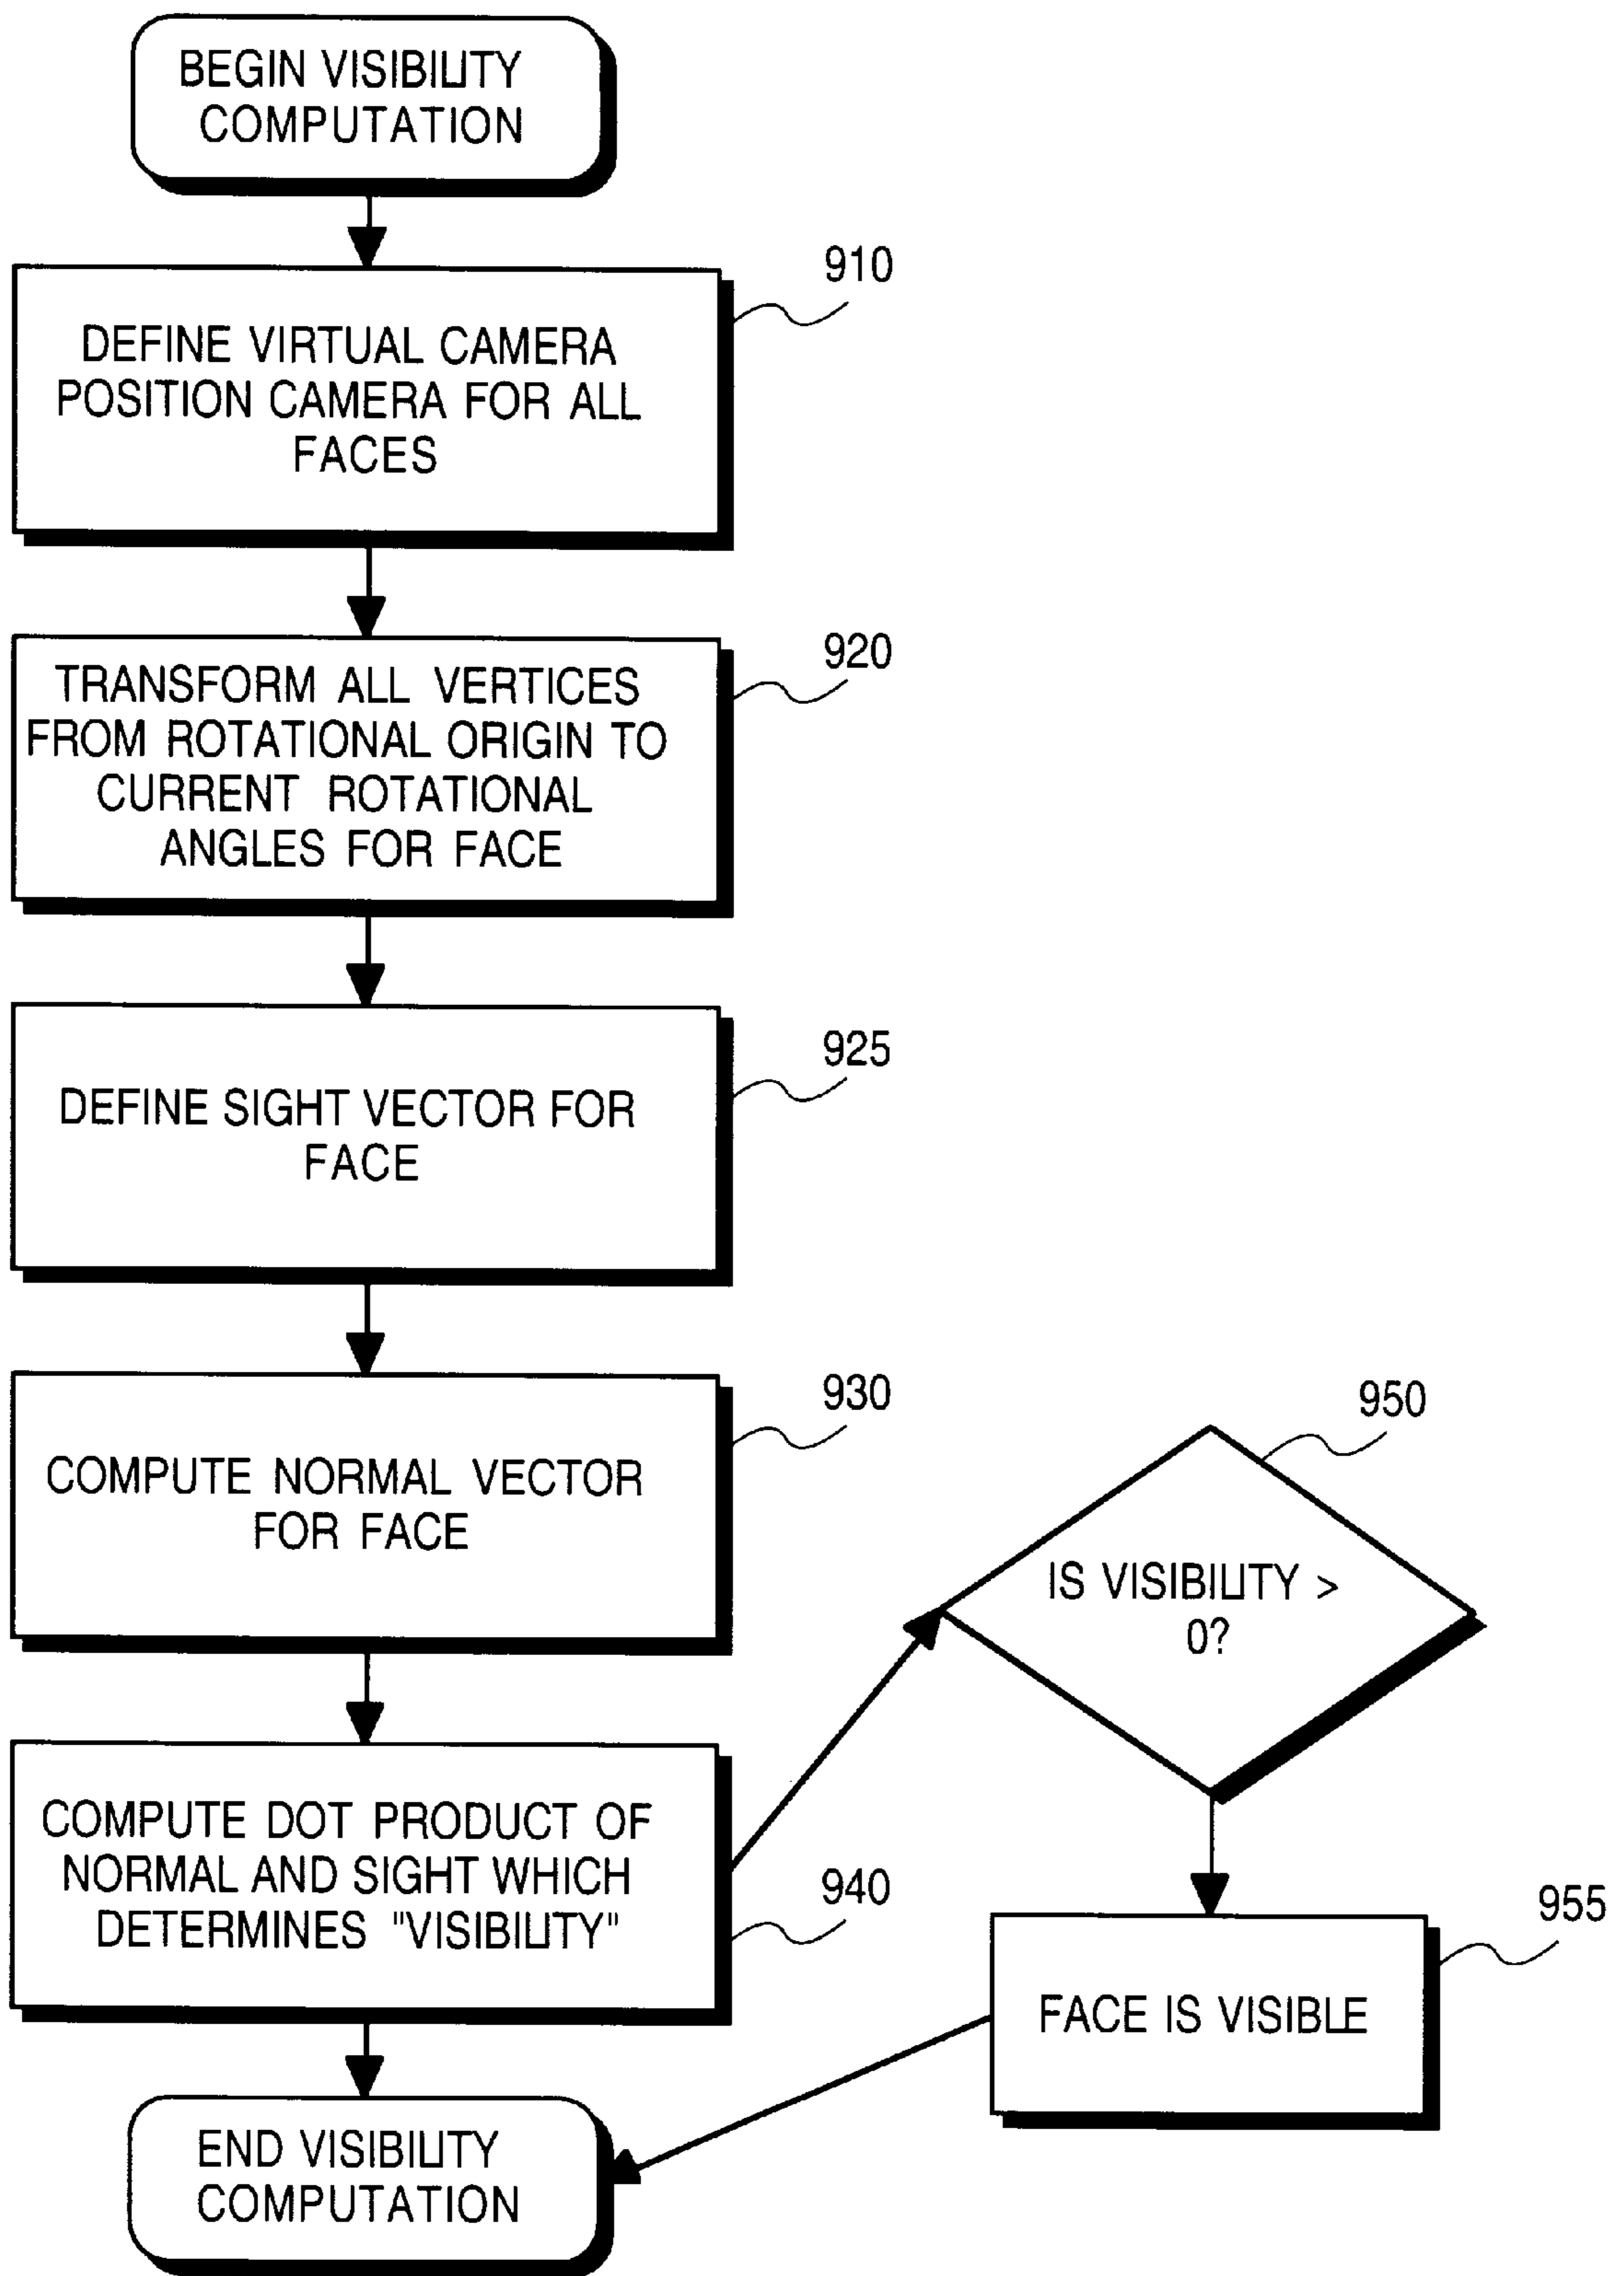 BEGIN VISIBILITY
COMPUTATION
910
DEFINE VIRTUAL CAMERA
POSITION CAMERA FOR ALL
FACES
920
TRANSFORM ALL VERTICES
FROM ROTATIONAL ORIGIN TO
CURRENT ROTATIONAL
ANGLES FOR FACE
925
DEFINE SIGHT VECTOR FOR
FACE
930
COMPUTE NORMAL VECTOR
FOR FACE
950
IS VISIBILITY >
0?
COMPUTE DOT PRODUCT OF
NORMAL AND SIGHT WHICH
DETERMINES "VISIBILITY"
940
955
FACE IS VISIBLE
END VISIBILITY
COMPUTATION